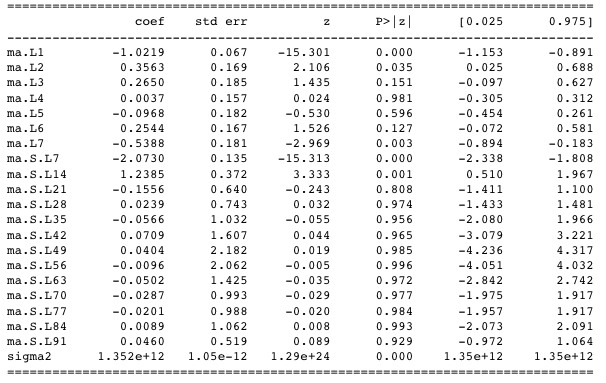 ==============================================================================
                 coef    std err          z      P>|z|      [0.025      0.975]
------------------------------------------------------------------------------
ma.L1         -1.0219      0.067    -15.301      0.000      -1.153      -0.891
ma.L2          0.3563      0.169      2.106      0.035       0.025       0.688
ma.L3          0.2650      0.185      1.435      0.151      -0.097       0.627
ma.L4          0.0037      0.157      0.024      0.981      -0.305       0.312
ma.L5         -0.0968      0.182     -0.530      0.596      -0.454       0.261
ma.L6          0.2544      0.167      1.526      0.127      -0.072       0.581
ma.L7         -0.5388      0.181     -2.969      0.003      -0.894      -0.183
ma.S.L7       -2.0730      0.135    -15.313      0.000      -2.338      -1.808
ma.S.L14       1.2385      0.372      3.333      0.001       0.510       1.967
ma.S.L21      -0.1556      0.640     -0.243      0.808      -1.411       1.100
ma.S.L28       0.0239      0.743      0.032      0.974      -1.433       1.481
ma.S.L35      -0.0566      1.032     -0.055      0.956      -2.080       1.966
ma.S.L42       0.0709      1.607      0.044      0.965      -3.079       3.221
ma.S.L49       0.0404      2.182      0.019      0.985      -4.236       4.317
ma.S.L56      -0.0096      2.062     -0.005      0.996      -4.051       4.032
ma.S.L63      -0.0502      1.425     -0.035      0.972      -2.842       2.742
ma.S.L70      -0.0287      0.993     -0.029      0.977      -1.975       1.917
ma.S.L77      -0.0201      0.988     -0.020      0.984      -1.957       1.917
ma.S.L84       0.0089      1.062      0.008      0.993      -2.073       2.091
ma.S.L91       0.0460      0.519      0.089      0.929      -0.972       1.064
sigma2      1.352e+12   1.05e-12   1.29e+24      0.000    1.35e+12    1.35e+12
==============================================================================